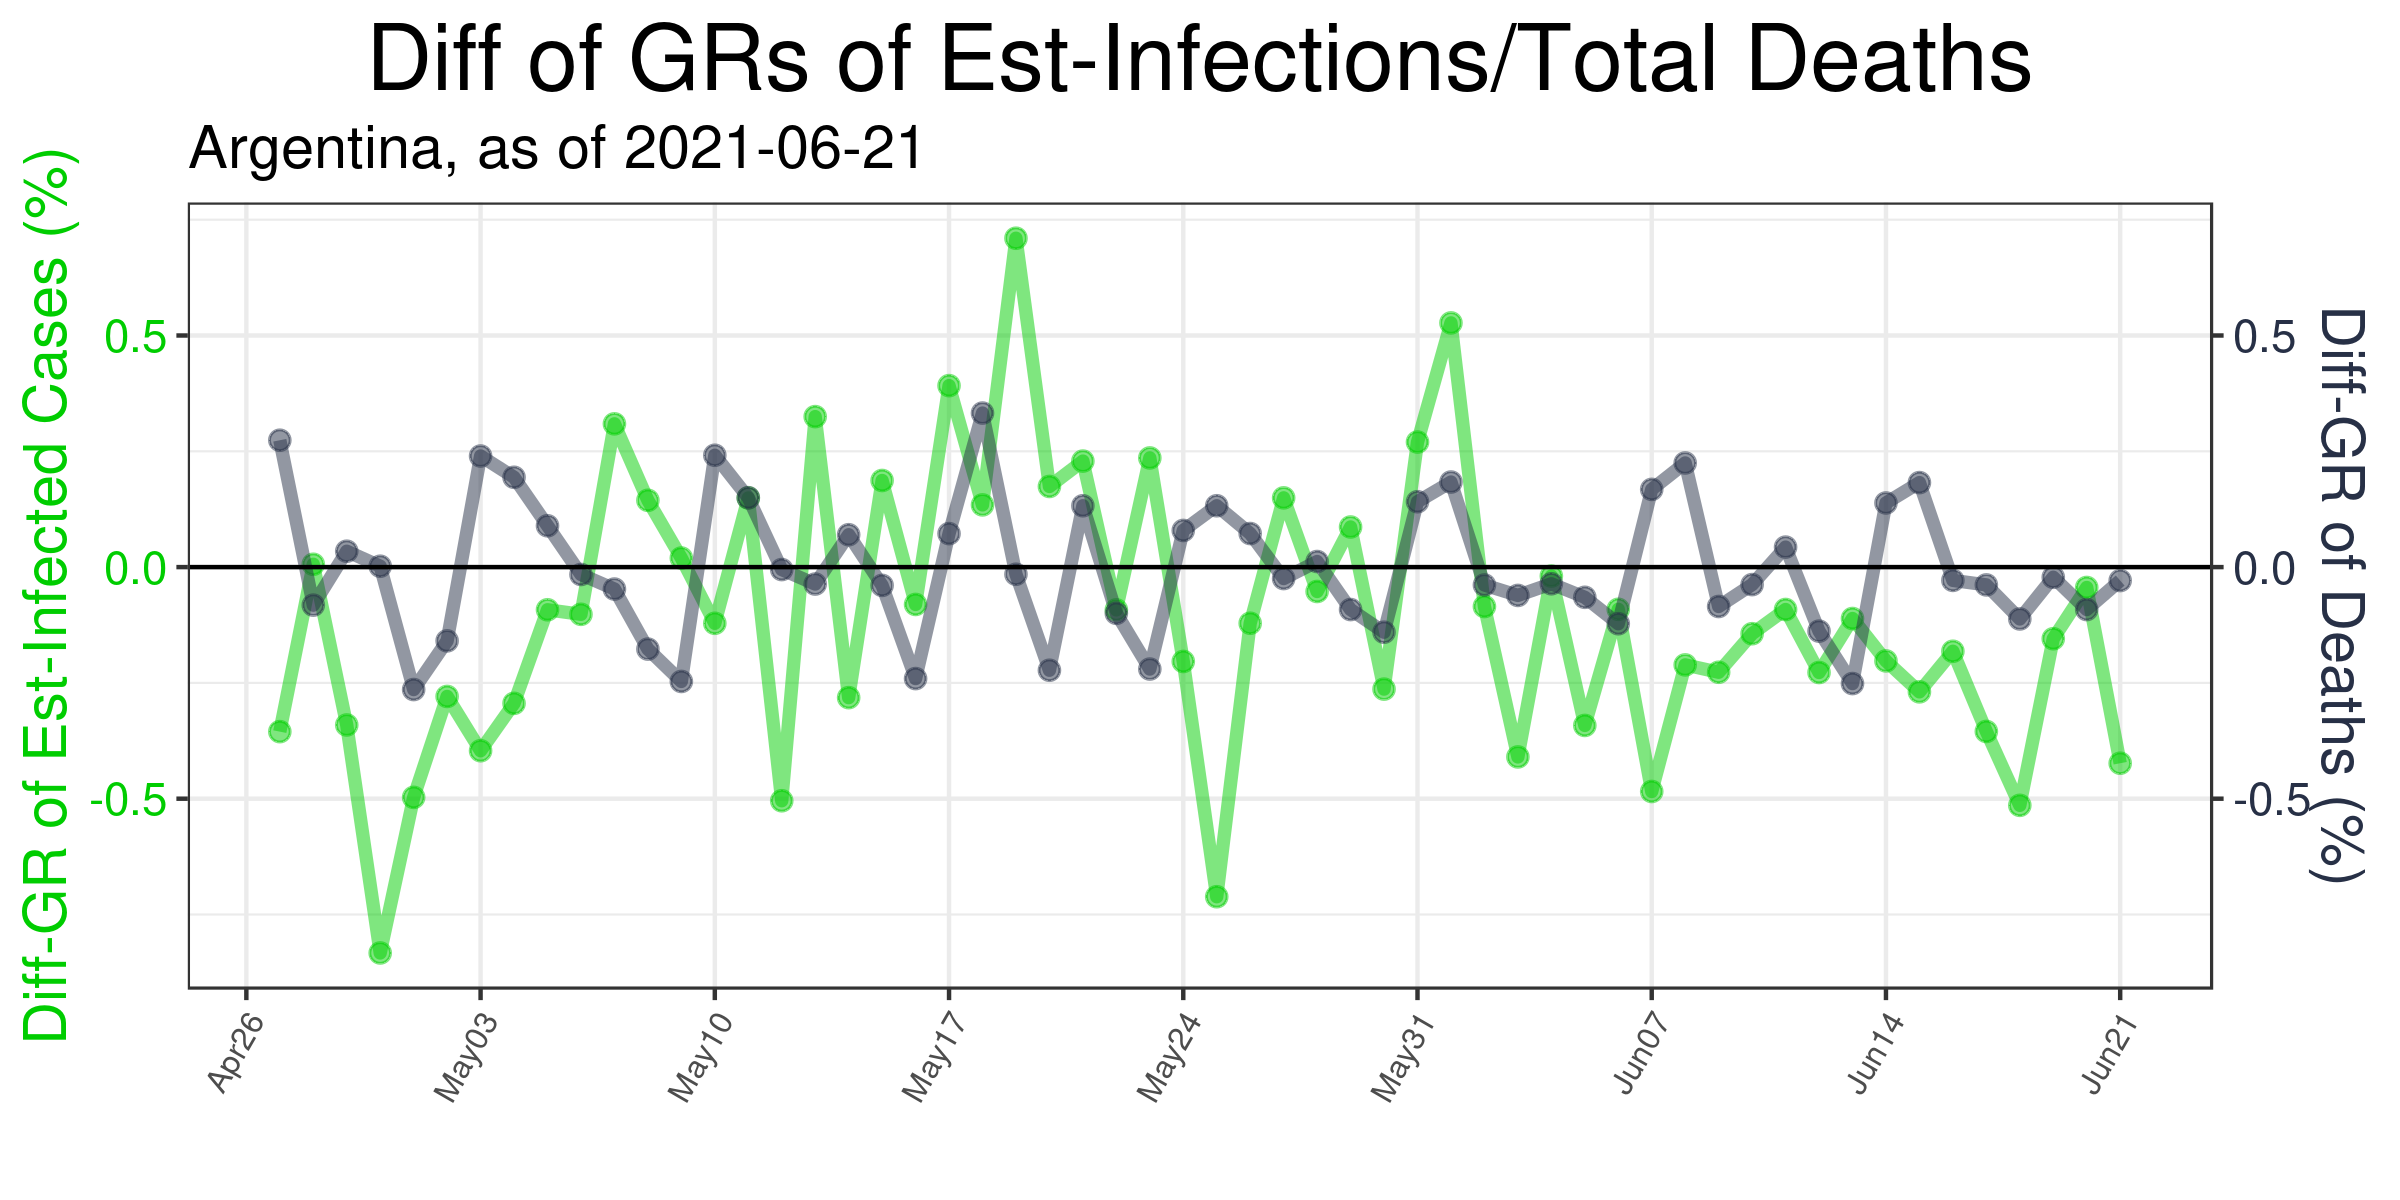 Diff of GRs of Est-Infections/Total Deaths
Argentina, as of 2021-06-21
Diff-GR of Est-Infected Cases (%)
0.5
0.0
-0.5
0.5
0.0
-0.5
Diff-GR of Deaths (%)
Apr26
May03
May10
May17
May24
May31
Jun07
Jun14
Jun21